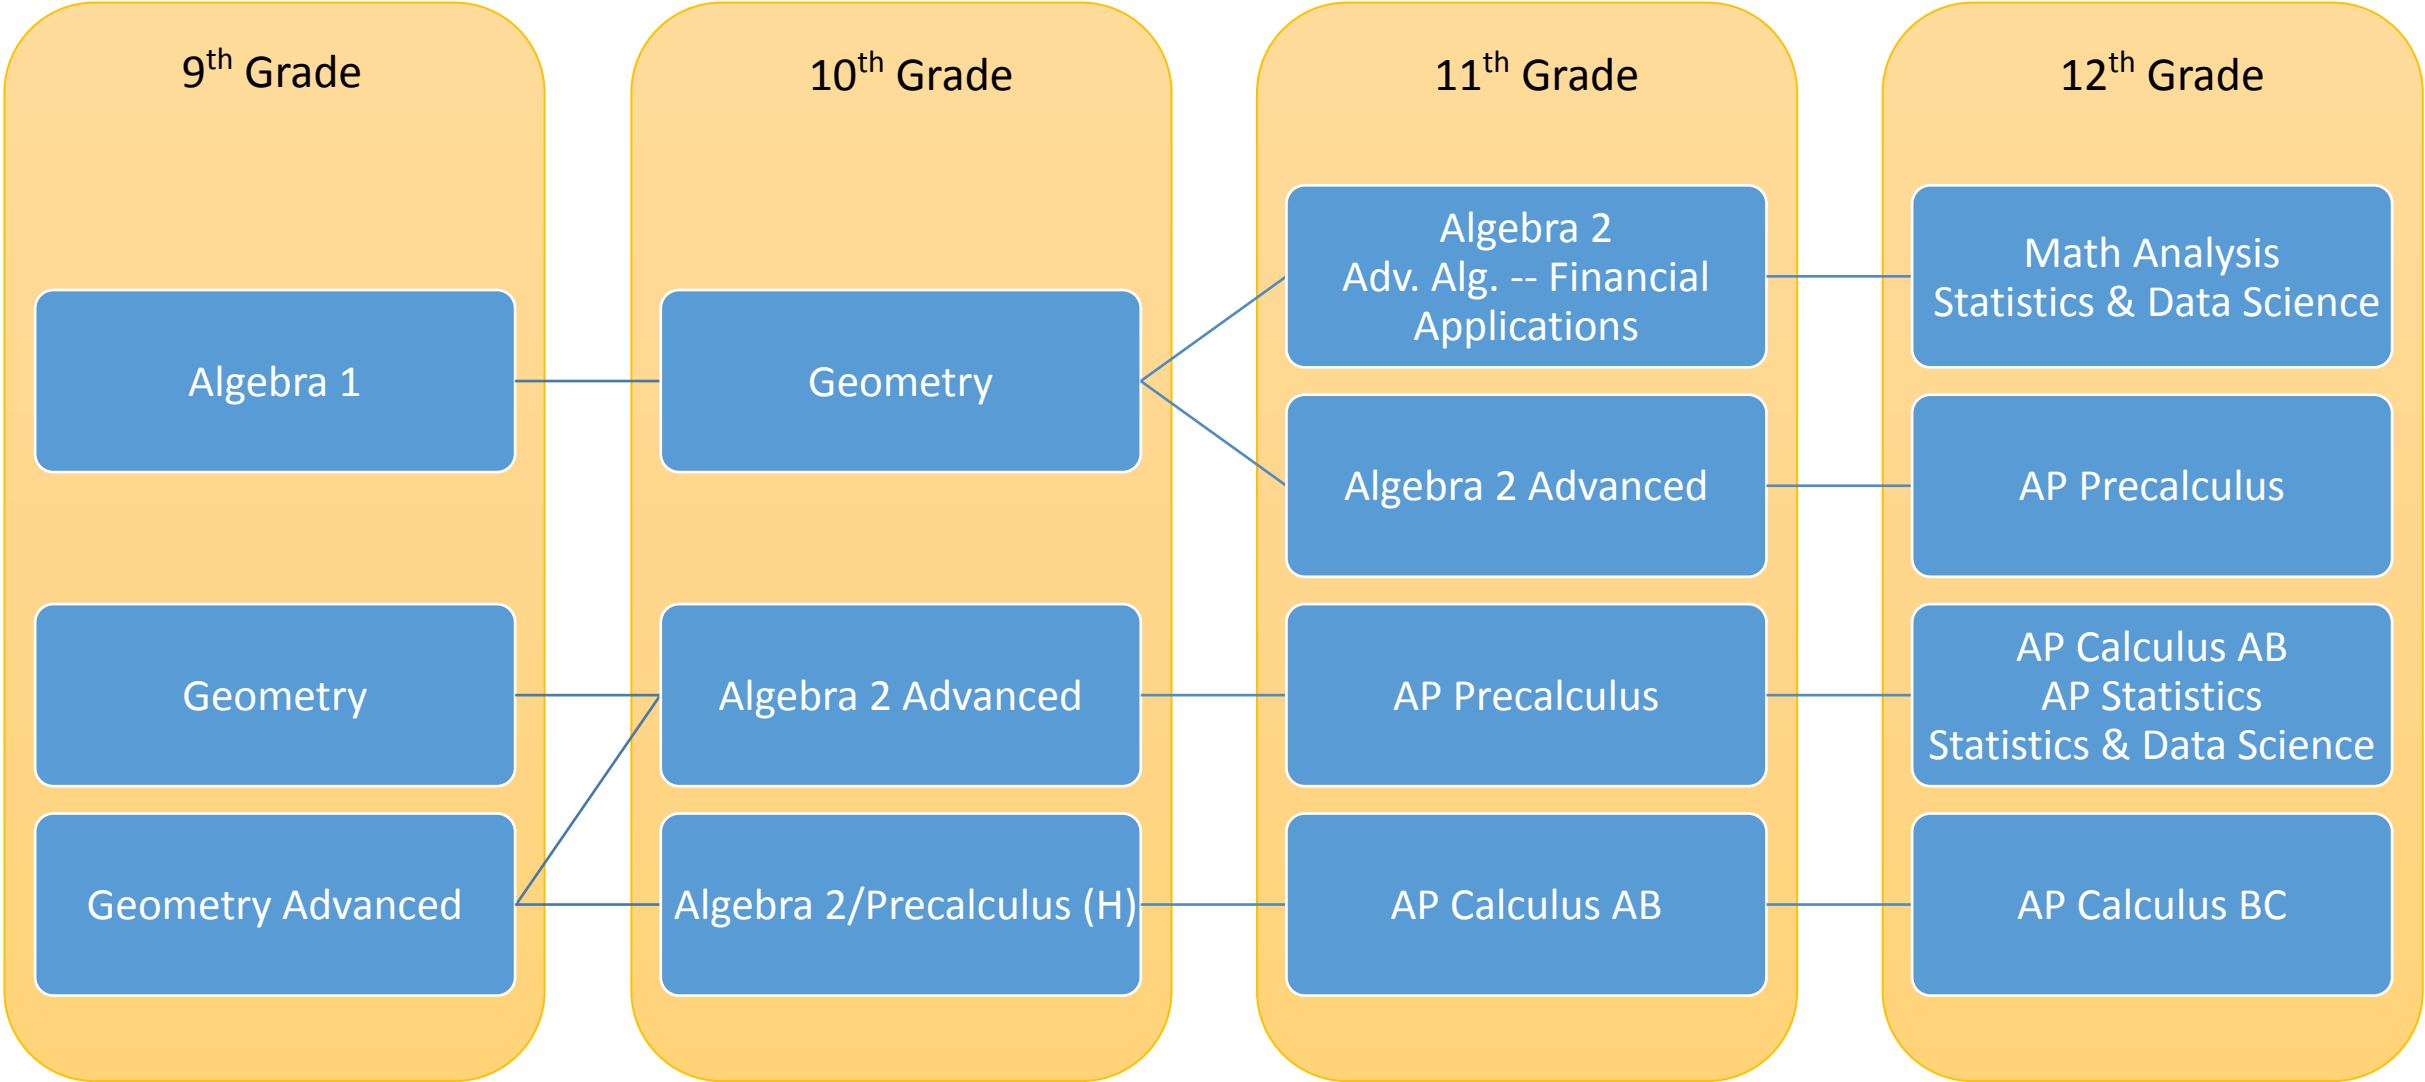 9th Grade
Algebra 1
Geometry
Geometry Advanced
10th Grade
Geometry
Algebra 2 Advanced
Algebra 2/Precalculus (H)
11th Grade
Algebra 2
Adv. Alg. -- Financial
Applications
Algebra 2 Advanced
AP Precalculus
AP Calculus AB
12th Grade
Math Analysis
Statistics & Data Science
AP Precalculus
AP Calculus AB
AP Statistics
Statistics & Data Science
AP Calculus BC